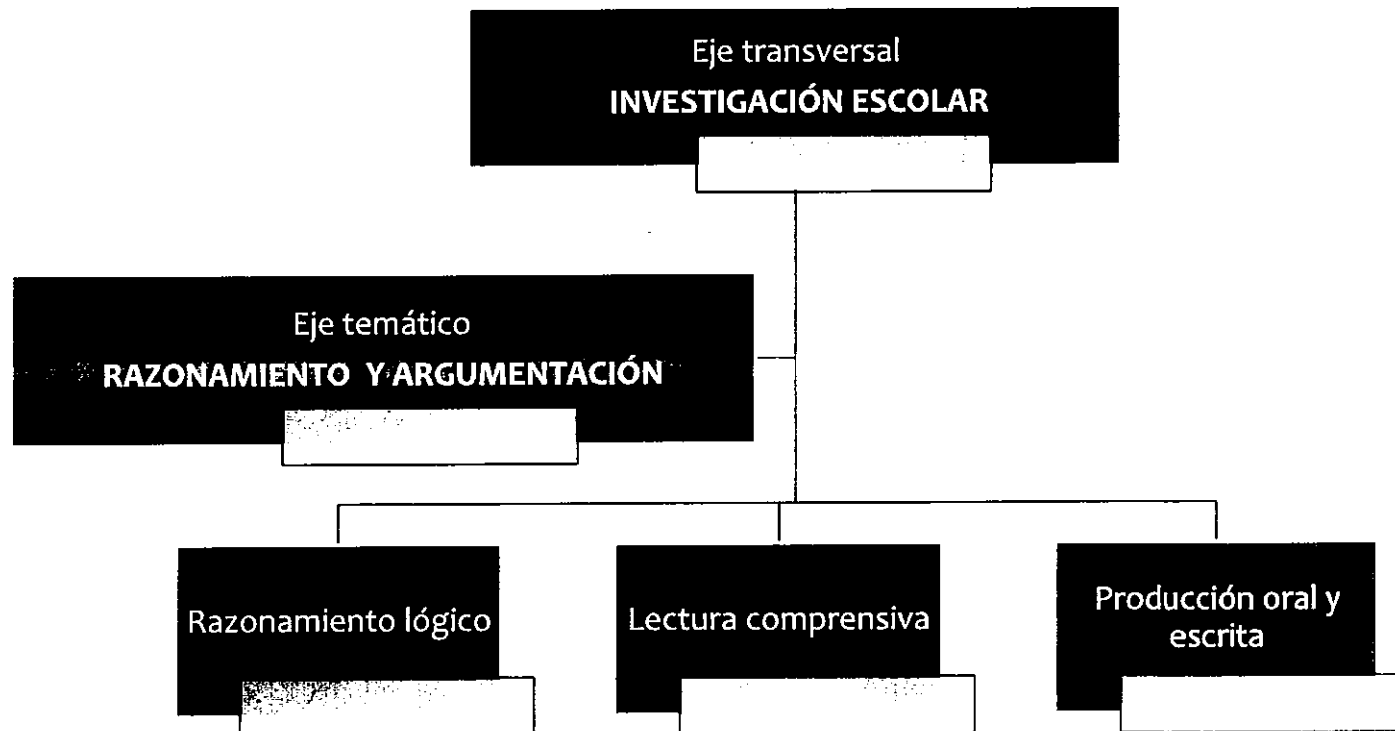 Eje transversal
INVESTIGACIÓN ESCOLAR
Eje temático
RAZONAMIENTO Y ARGUMENTACIÓN
Razonamiento lógico
Lectura comprensiva
Producción oral y
escrita